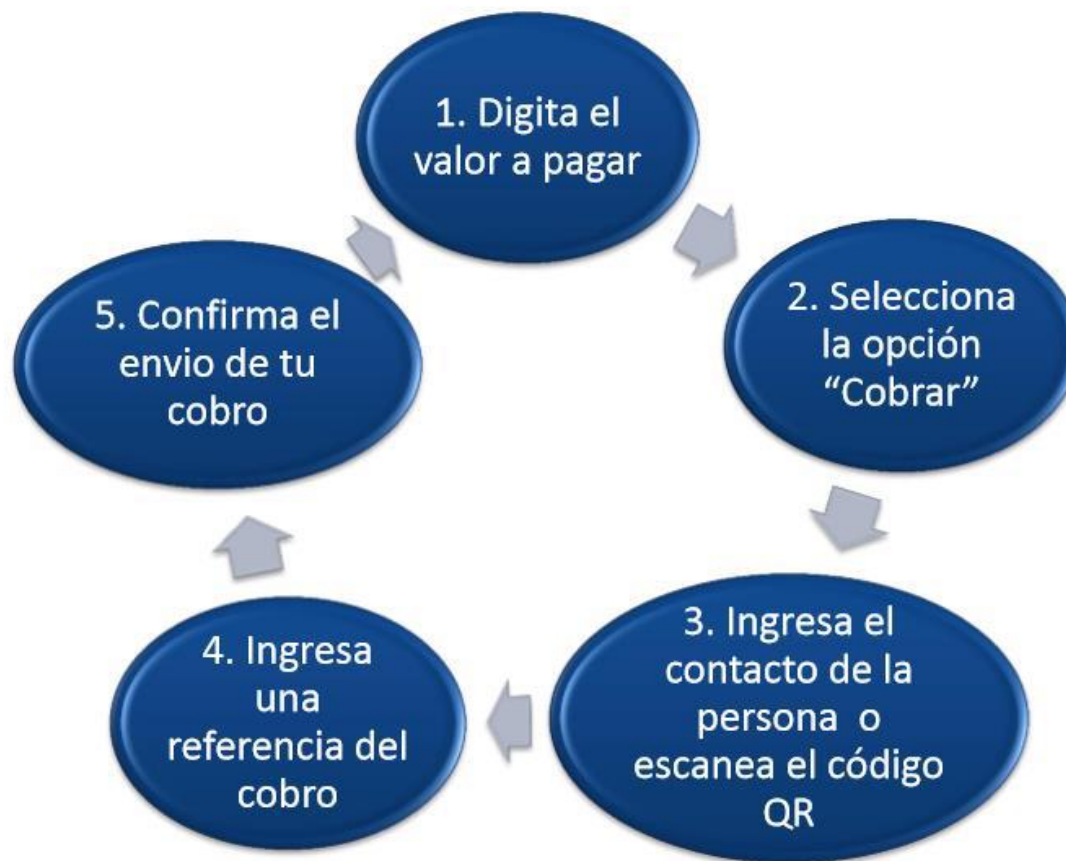 1. Digita el
valor a pagar
2. Selecciona
la opción
“Cobrar”
3. Ingresa el
contacto de la
persona o
escanea el código
QR
4. Ingresa
una
referencia del
cobro
5. Confirma el
envio de tu
cobro